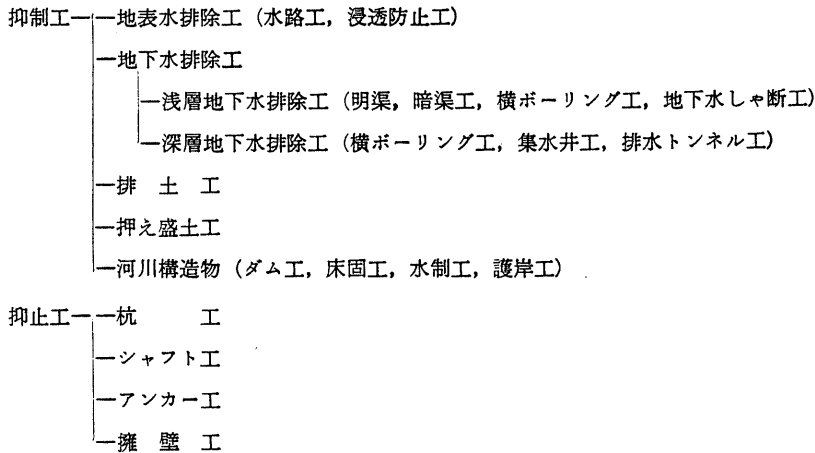 抑制工――地表水排除工（水路工，浸透防止工）
―地下水排除工
―浅層地下水排除工（明渠，暗渠工，横ボーリング工，地下水しゃ断工）
―深層地下水排除工（横ボーリング工，集水井工，排水トンネル工）
―排　土　工
―押え盛土工
―河川構造物（ダム工，床固工，水制工，護岸工）
抑止工――杭　　　工
―シャフト工
―アンカー工
―擁　壁　工